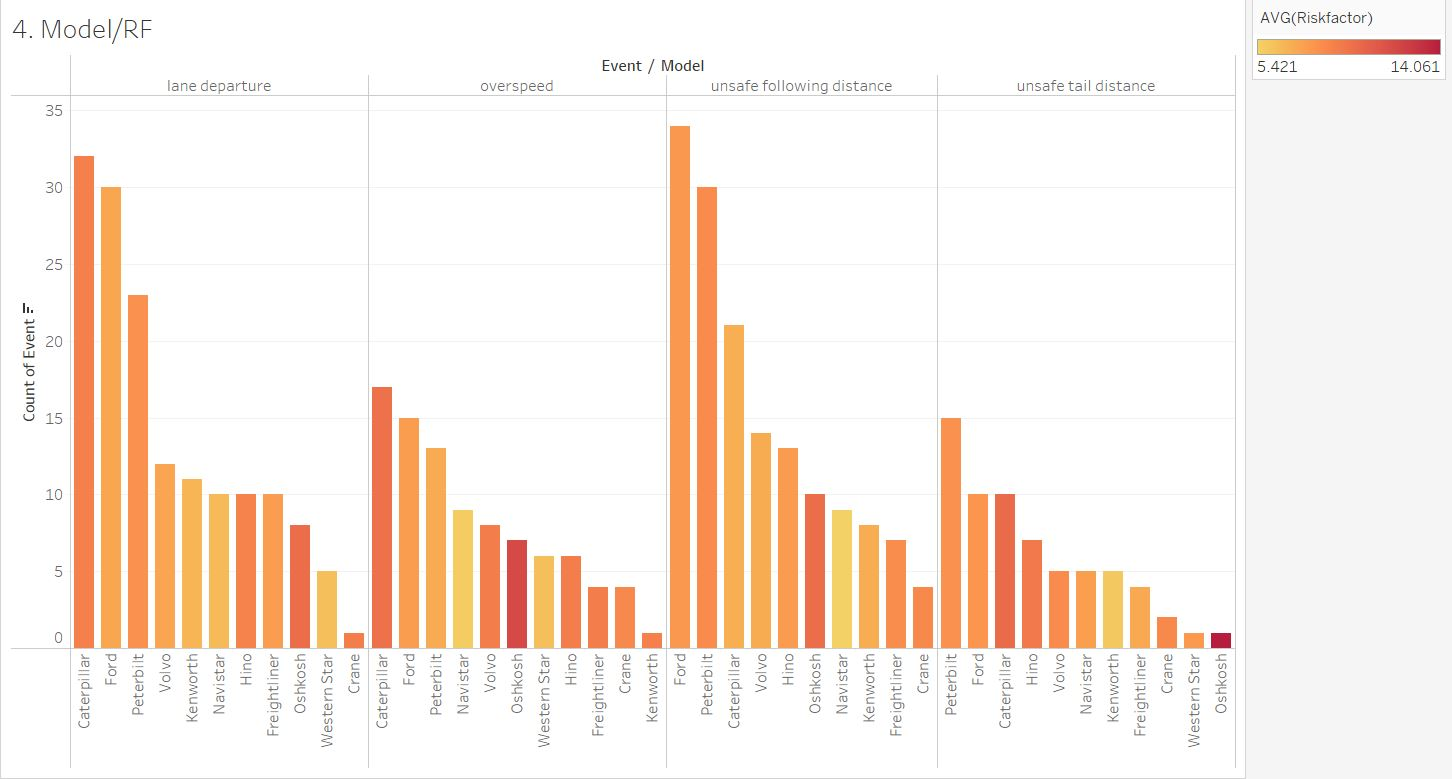 4. Model/RF
AVG(Riskfactor)
5.421 14.061
Event / Model
lane departure overspeed unsafe following distance unsafe tail distance
Count of Event
35
30
25
20
15
10
5
0
Caterpillar
Ford
Peterbilt
Volvo
Kenworth
Navistar
Hino
Freightliner
Oshkosh
Western Star
Crane
Caterpillar
Ford
Peterbilt
Navistar
Volvo
Oshkosh
Western Star
Hino
Freightliner
Crane
Kenworth
Ford
Peterbilt
Caterpillar
Volvo
Hino
Oshkosh
Navistar
Kenworth
Freightliner
Crane
Peterbilt
Ford
Caterpillar
Hino
Volvo
Navistar
Kenworth
Freightliner
Crane
Western Star
Oshkosh